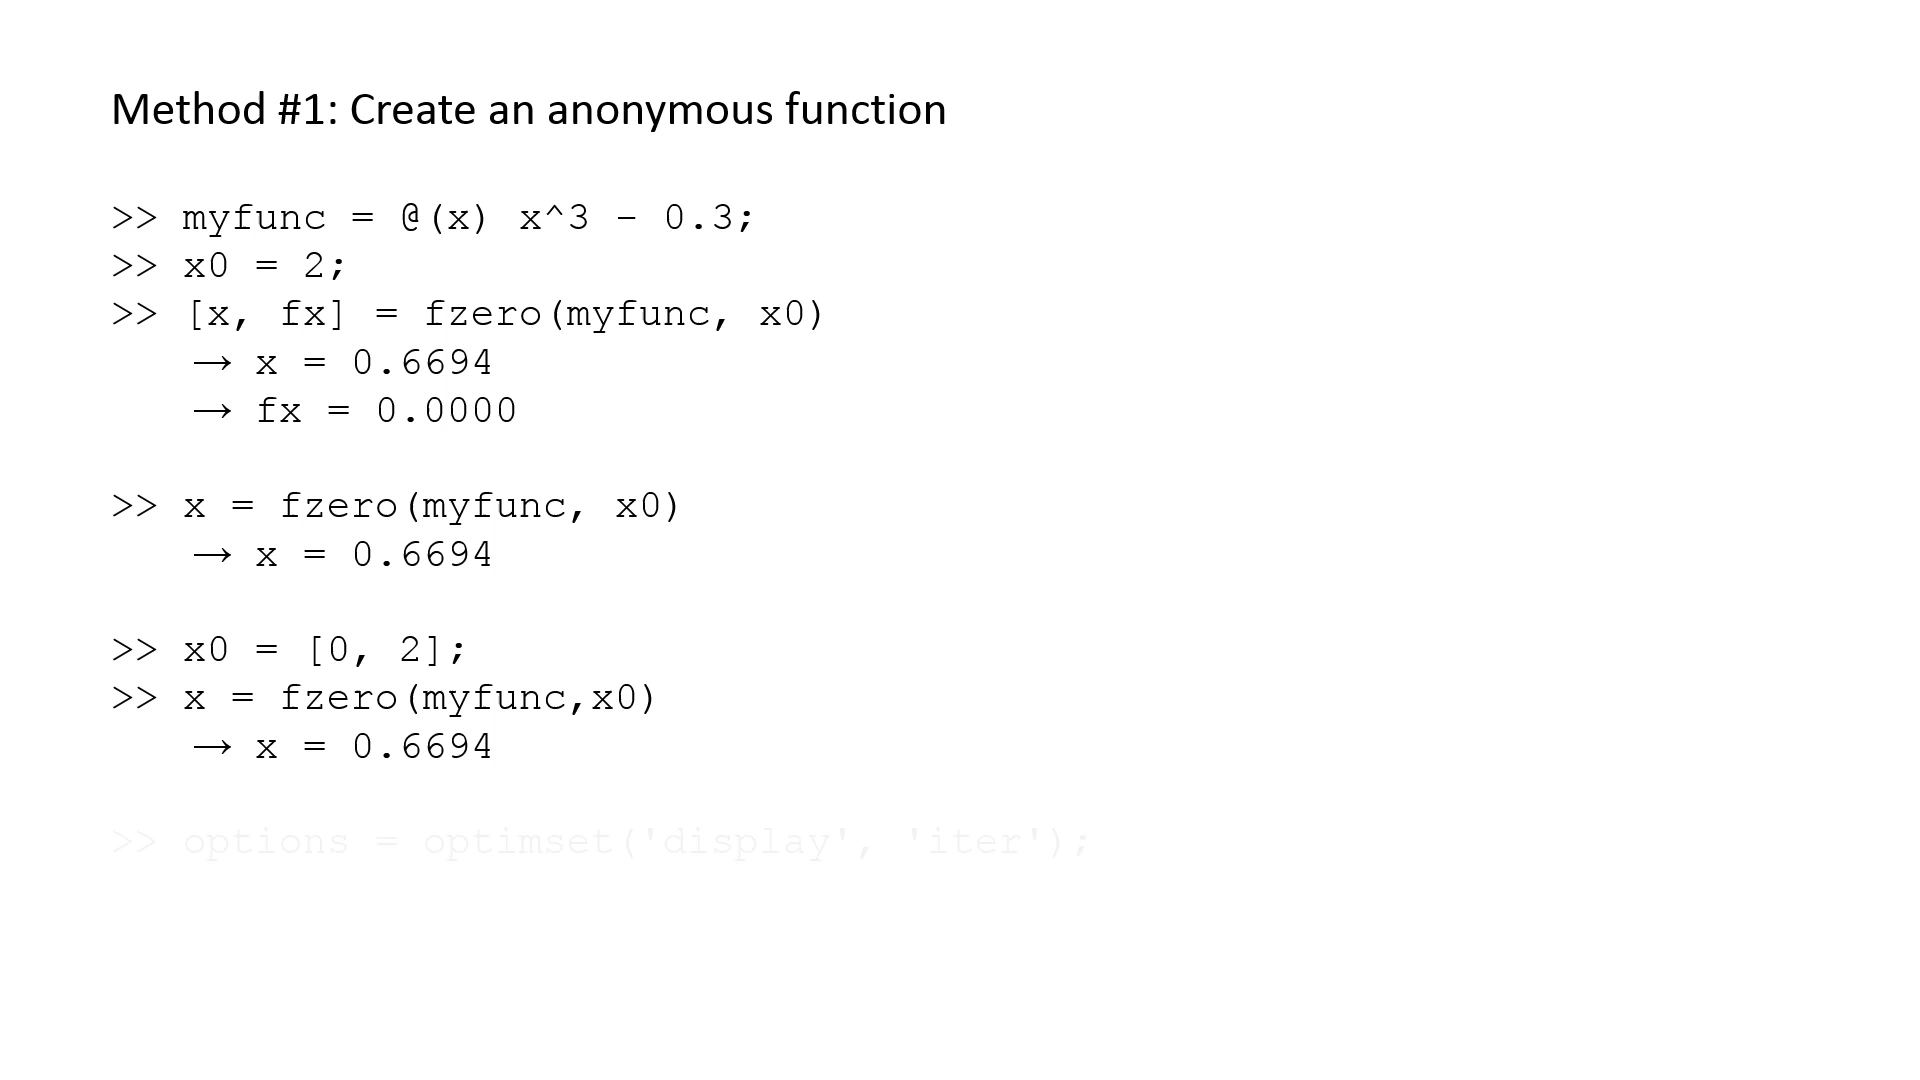 Method #1: Create an anonymous function
>> myfunc = @(x) x^3 - 0.3;
>> x0 = 2;
>> [x, fx] = fzero(myfunc, x0)
→ x = 0.6694
→ fx = 0.0000
>> x = fzero(myfunc, x0)
→ x = 0.6694
>> x0 = [0, 2];
>> x = fzero(myfunc,x0)
→ x = 0.6694
>> options = optimset('display', 'iter');